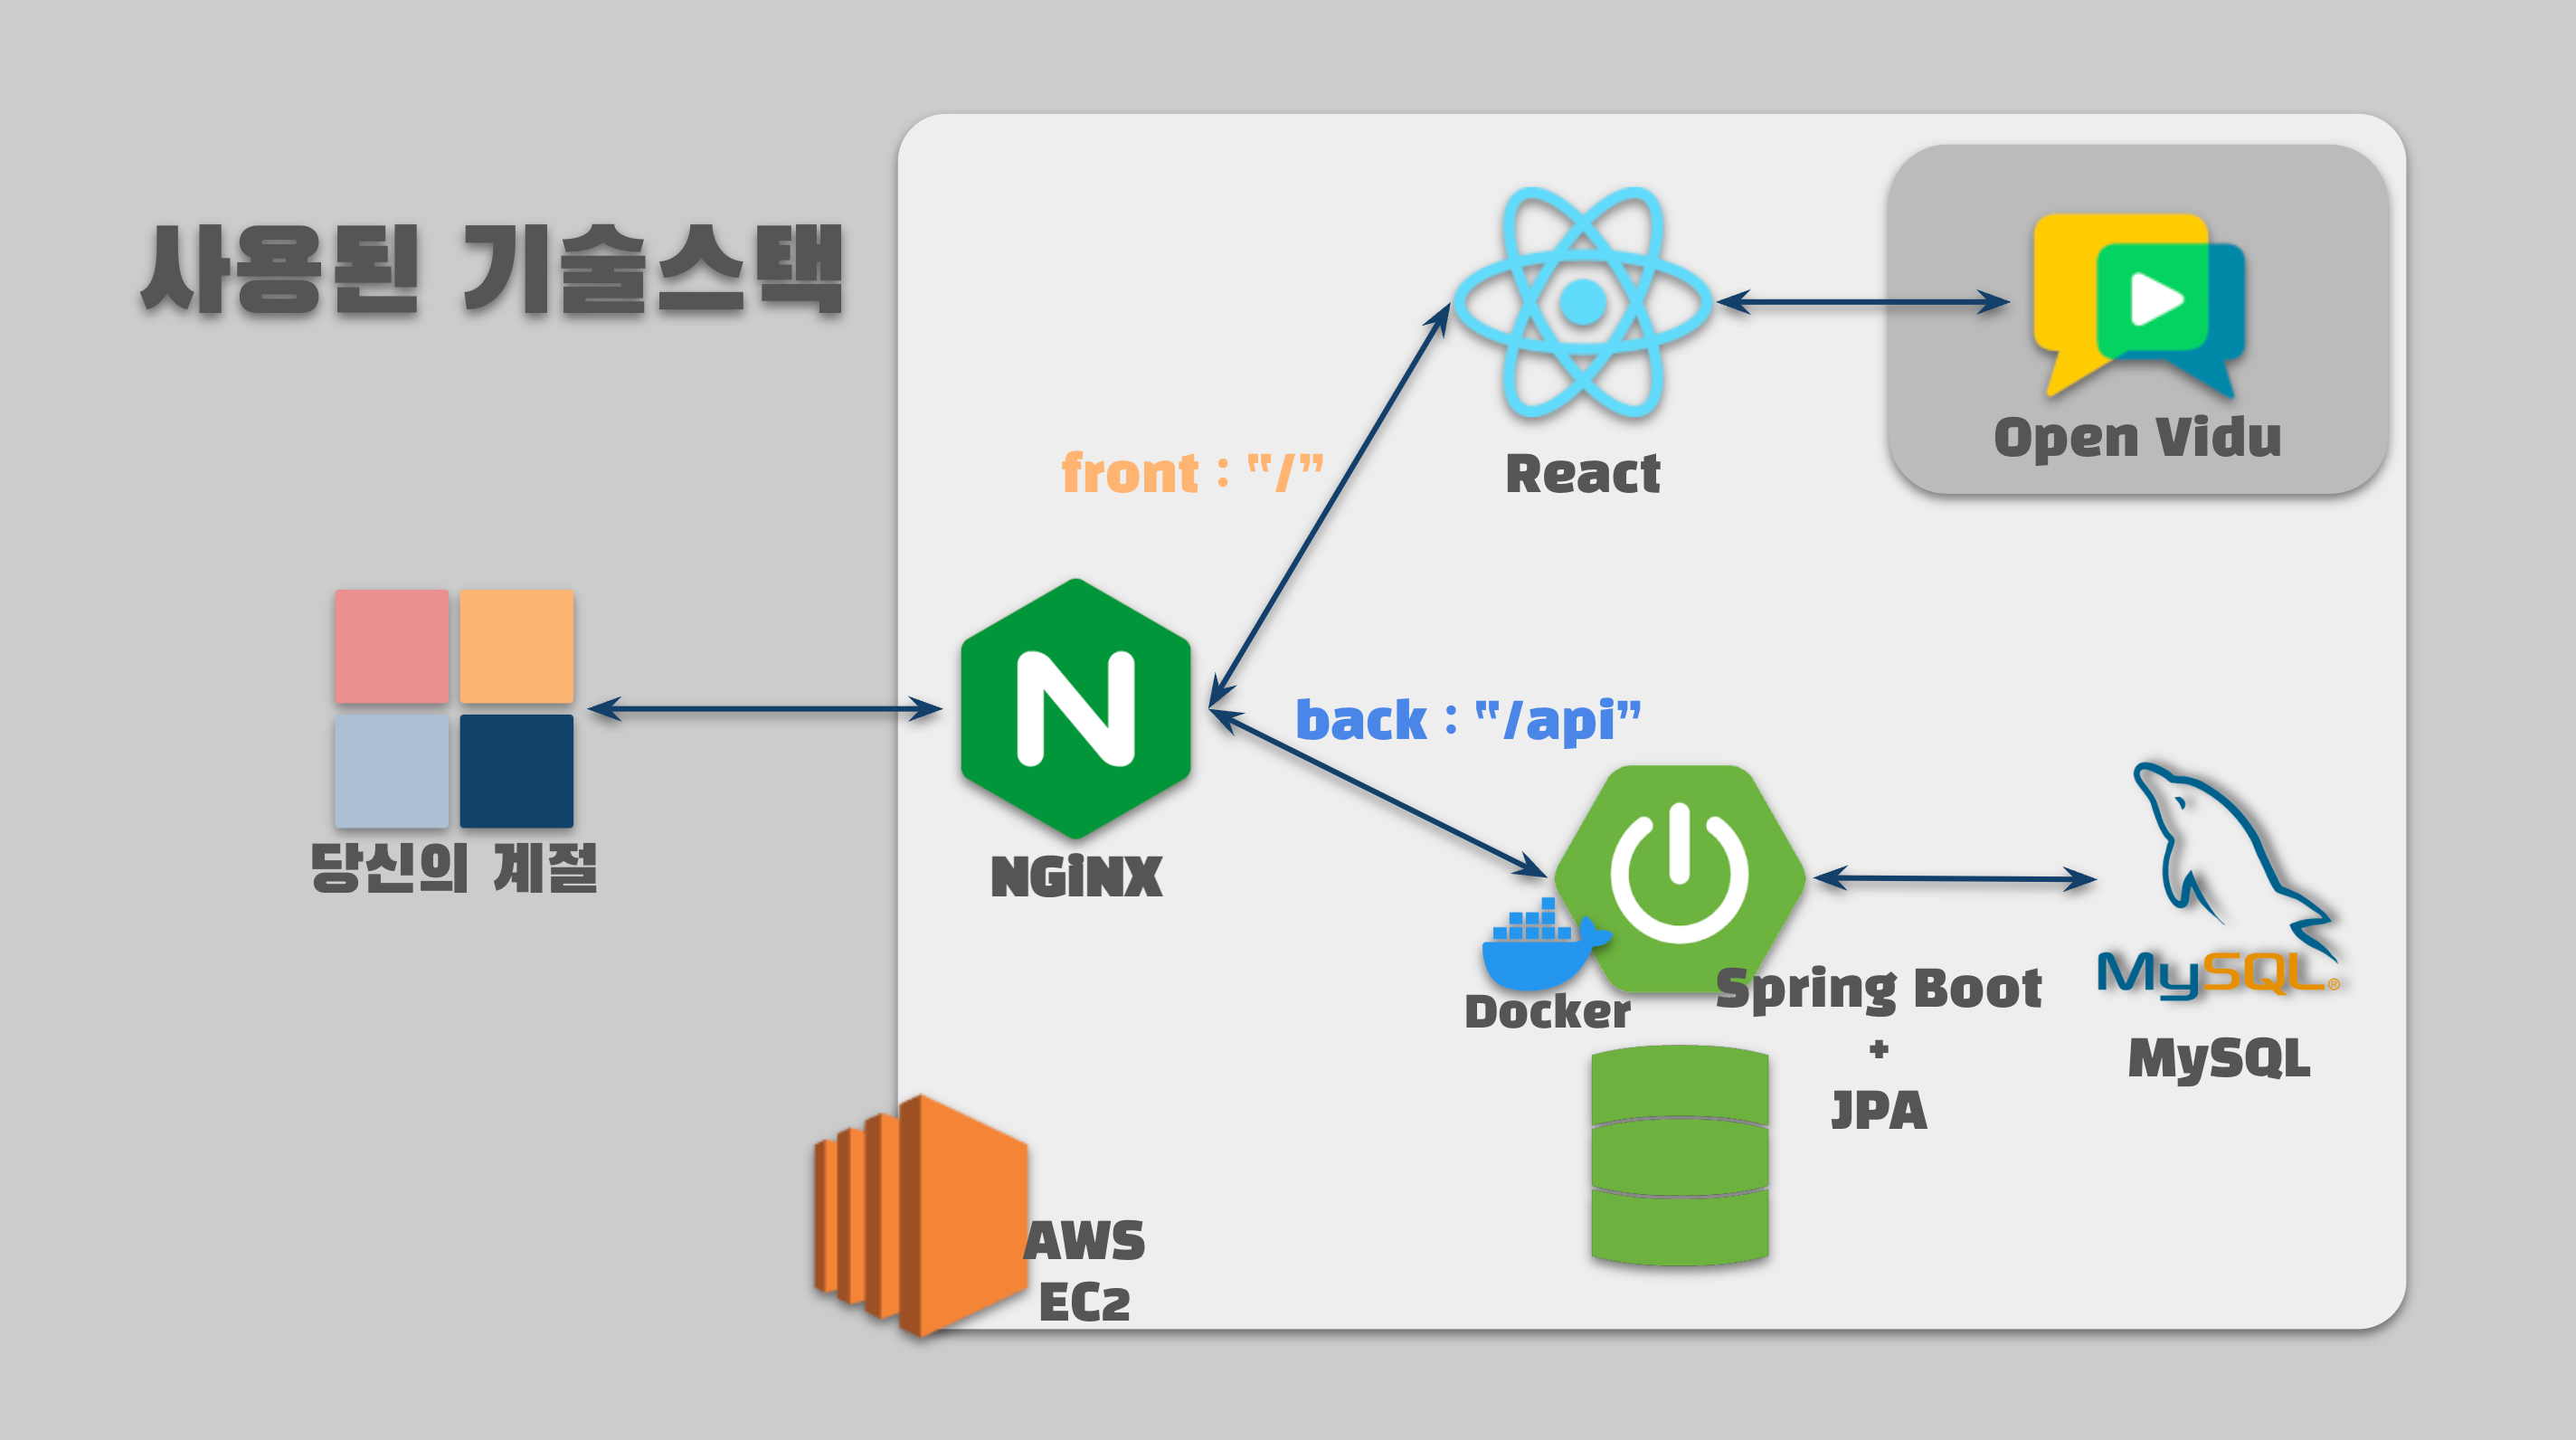 사용된 기술스택
Open Vidu
front : “/”
React
back : “/api”
당신의 계절
NGiNX
MySQL®
Docker
Spring Boot
+
JPA
MySQL
AWS
EC2